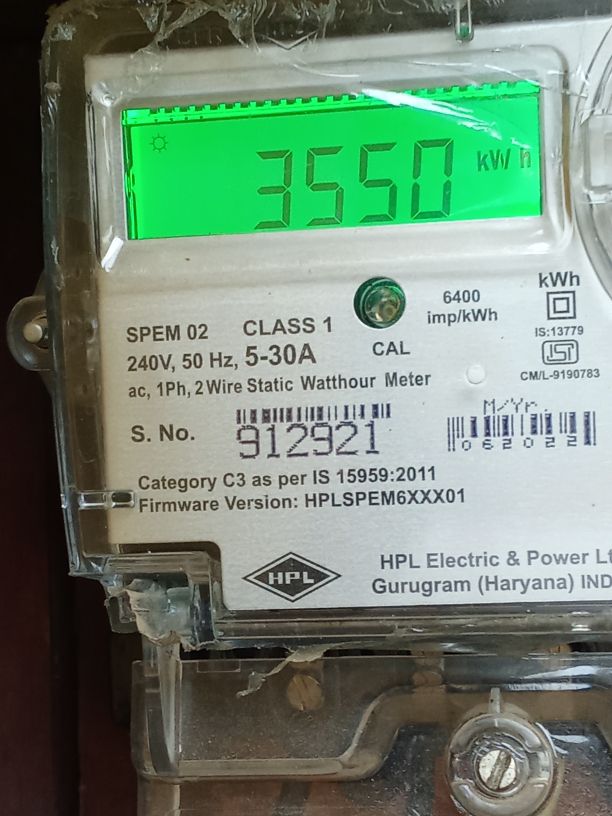 3550 kWh
6400
imp/kWh
kWh
IS:13779
CM/L-9190783
SPEM 02 CLASS 1
240V, 50 Hz, 5-30A
CAL
ac, 1Ph, 2 Wire Static Watthour Meter
M/Yr.
S. No. 912921
062022
Category C3 as per IS 15959:2011
Firmware Version: HPLSPEM6XXX01
HPL
HPL Electric & Power
Gurugram (Haryana)